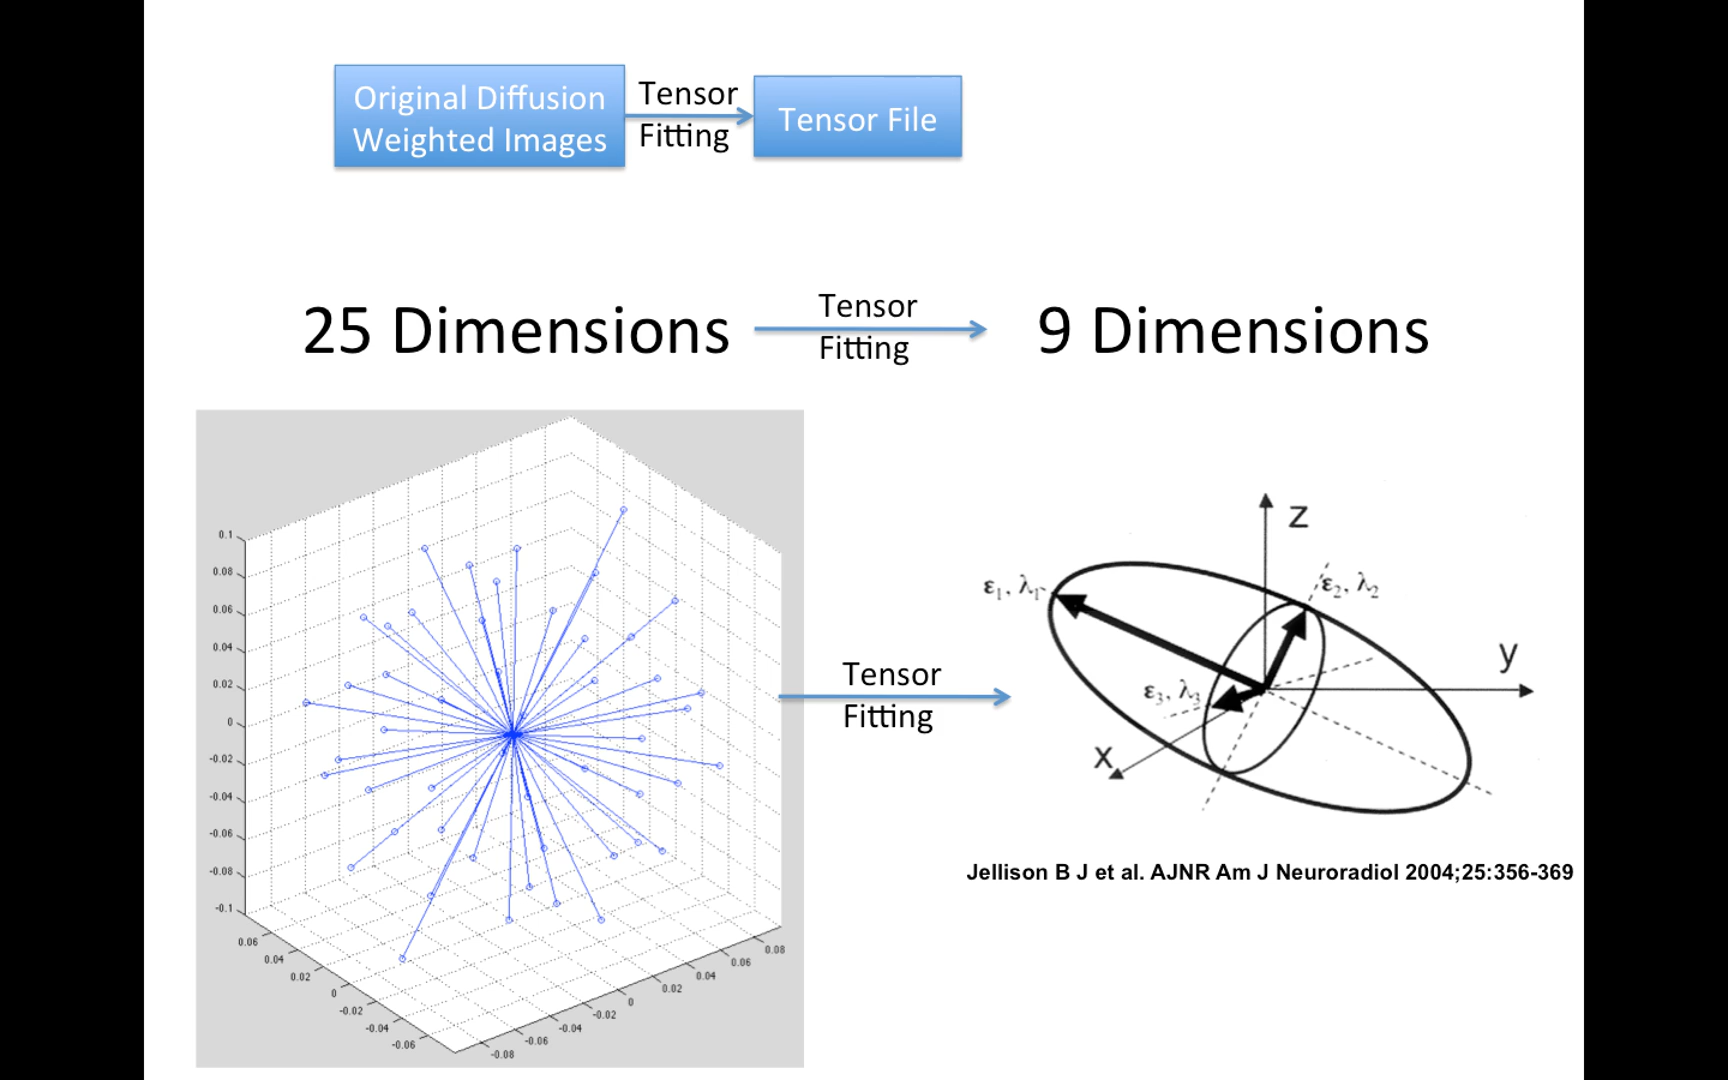 Original Diffusion
Weighted Images
Tensor
Fitting
Tensor File
25 Dimensions
Tensor
Fitting
9 Dimensions
0.1
0.08
0.06
0.04
0.02
0
-0.02
-0.04
-0.06
-0.08
-0.1
0.06
0.04
0.02
0
-0.02
-0.04
-0.06
-0.08
-0.06
-0.04
-0.02
0
0.02
0.04
0.06
0.08
Tensor
Fitting
z
ε1, λ1
ε2, λ2
y
ε3, λ3
x
Jellison B J et al. AJNR Am J Neuroradiol 2004;25:356-369